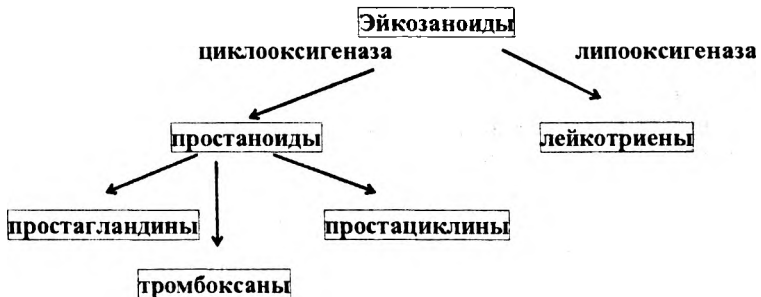 Эйкозаноиды
циклооксигеназа
липооксигеназа
простаноиды
лейкотриены
простагландины
простациклины
тромбоксаны